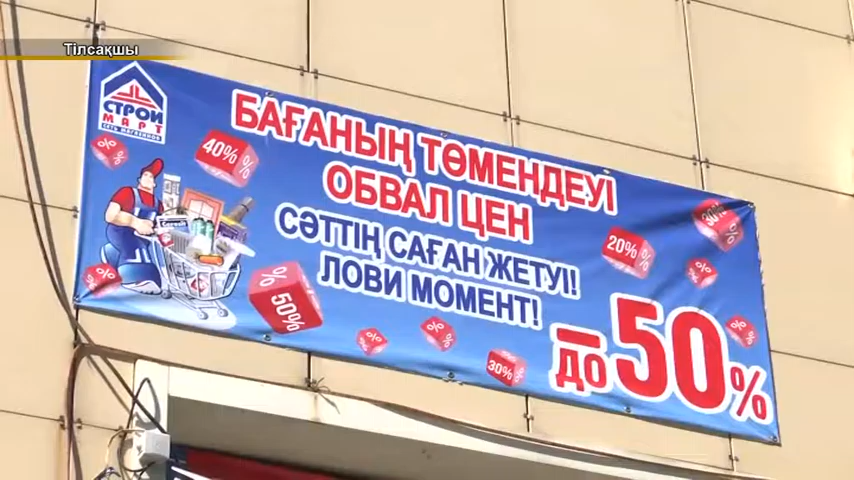 Тілсақшы
СТРОЙ
МАРТ
СЕТЬ МАГАЗИНОВ
БАҒАНЫҢ ТӨМЕНДЕУІ
ОБВАЛ ЦЕН
СӘТТІҢ САҒАН ЖЕТУІ!
ЛОВИ МОМЕНТ!
ДО 50%
40% %
50% %
30% %
20% %
30% %